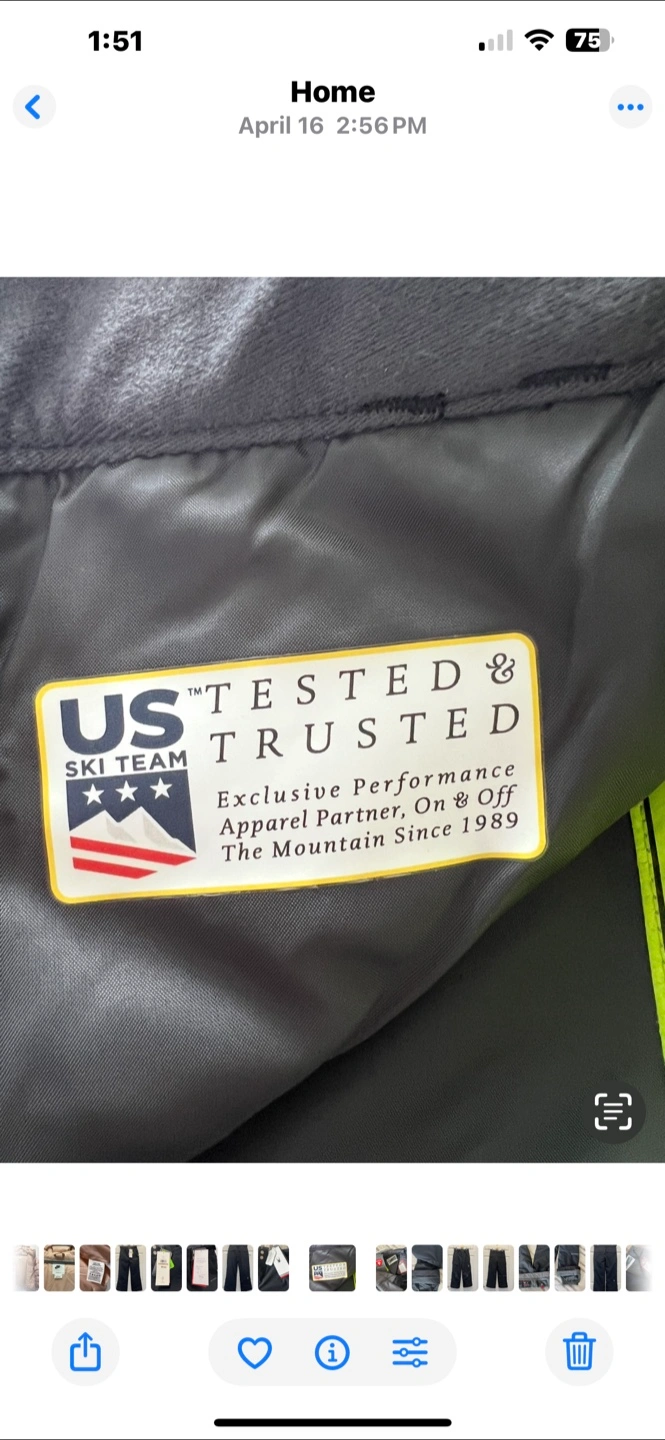 1:51
75
Home
April 16 2:56 PM
US™
SKI TEAM
TESTED &
TRUSTED
Exclusive Performance
Apparel Partner, On & Off
The Mountain Since 1989